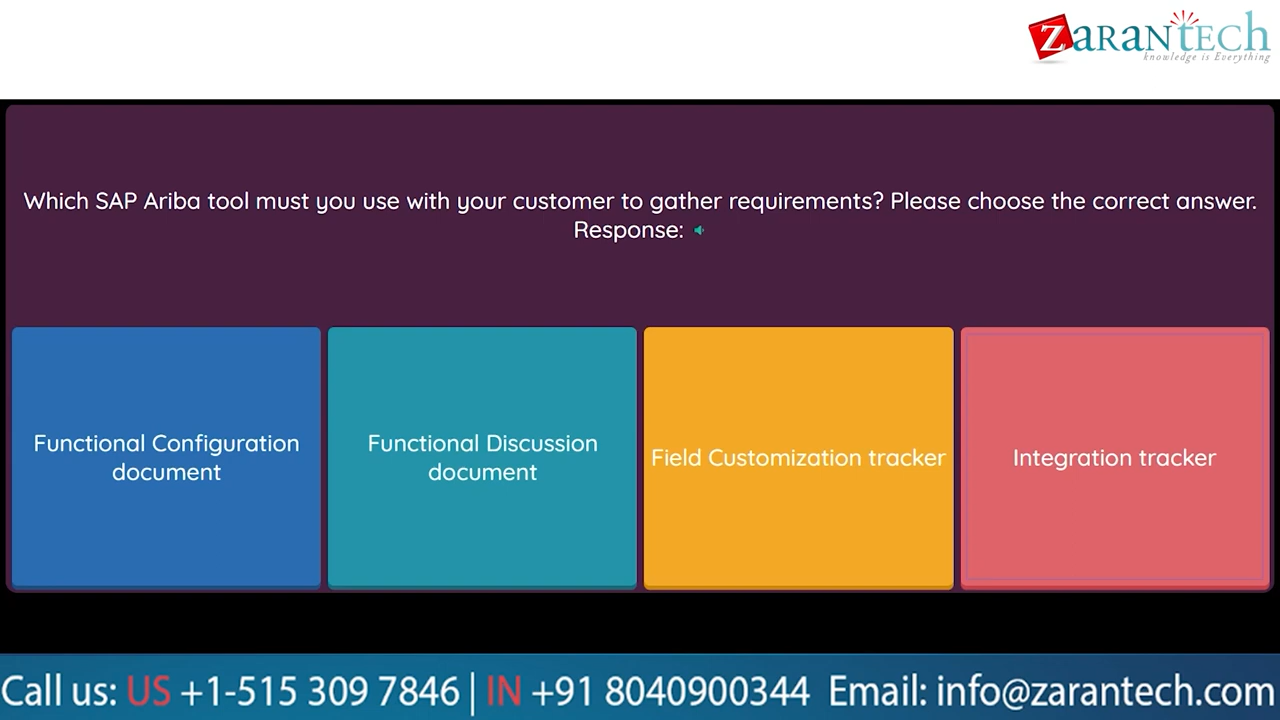 ZARANTECH
knowledge is Everything
Which SAP Ariba tool must you use with your customer to gather requirements? Please choose the correct answer.
Response:
Functional Configuration
document
Functional Discussion
document
Field Customization tracker
Integration tracker
Call us: US +1-515 309 7846 | IN +91 8040900344 Email: info@zarantech.com